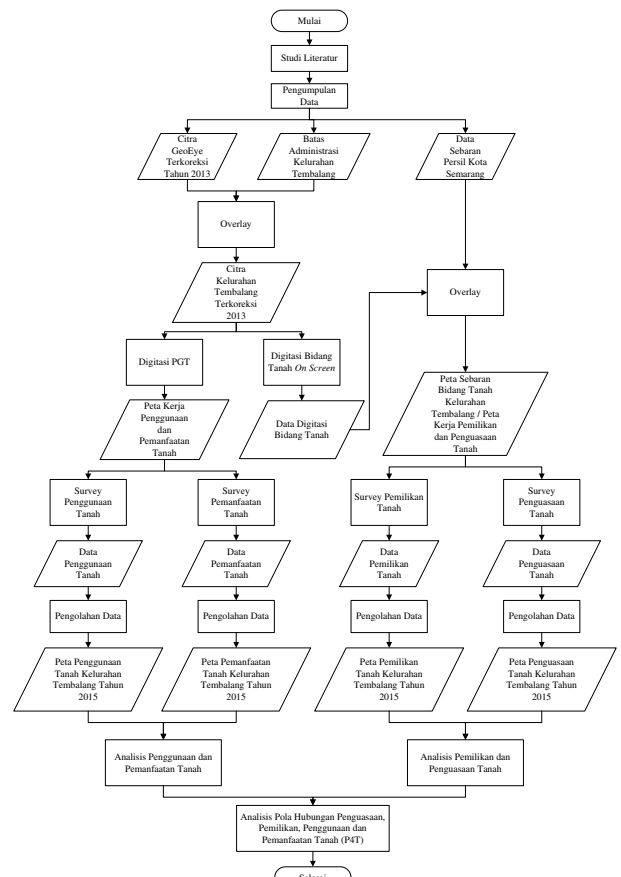 Mulai
Studi Literatur
Pengumpulan
Data
Citra
GeoEye
Terkoreksi
Tahun 2013
Batas
Administrasi
Kelurahan
Tembalang
Data
Sebaran
Persil Kota
Semarang
Overlay
Citra
Kelurahan
Tembalang
Terkoreksi
2013
Overlay
Digitasi PGT
Digitasi Bidang
Tanah On Screen
Peta Kerja
Penggunaan
dan
Pemanfaatan
Tanah
Data Digitasi
Bidang Tanah
Peta Sebaran
Bidang Tanah
Kelurahan
Tembalang / Peta
Kerja Pemilikan
dan Penguasaan
Tanah
Survey
Penggunaan
Tanah
Survey
Pemanfaatan
Tanah
Survey Pemilikan
Tanah
Survey
Penguasaan
Tanah
Data
Penggunaan
Tanah
Data
Pemanfaatan
Tanah
Data
Pemilikan
Tanah
Data
Penguasaan
Tanah
Pengolahan Data
Pengolahan Data
Pengolahan Data
Pengolahan Data
Peta Penggunaan
Tanah Kelurahan
Tembalang Tahun
2015
Peta Pemanfaatan
Tanah Kelurahan
Tembalang Tahun
2015
Peta Pemilikan
Tanah Kelurahan
Tembalang Tahun
2015
Peta Penguasaan
Tanah Kelurahan
Tembalang Tahun
2015
Analisis Penggunaan dan
Pemanfaatan Tanah
Analisis Pemilikan dan
Penguasaan Tanah
Analisis Pola Hubungan Penguasaan,
Pemilikan, Penggunaan dan
Pemanfaatan Tanah (P4T)
Selesai